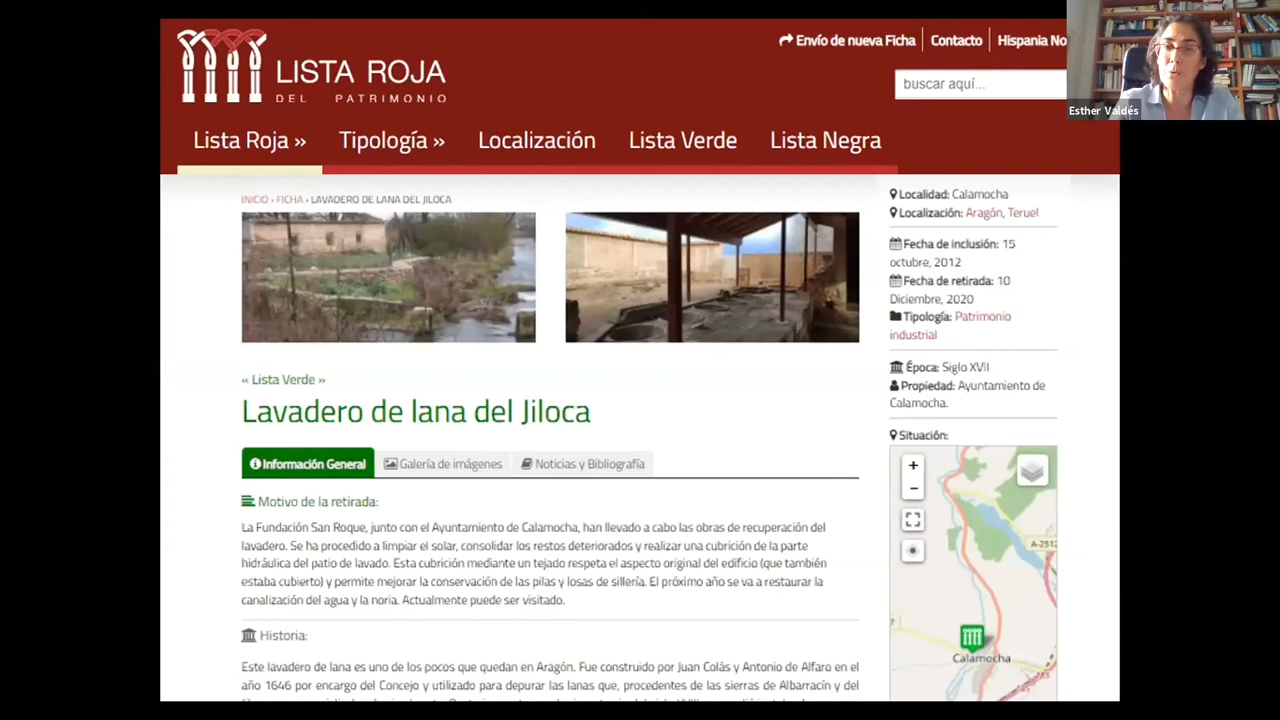 Envío de nueva Ficha
Contacto
Hispania No
LISTA ROJA
DEL PATRIMONIO
buscar aquí...
Esther Valdés
Lista Roja »
Tipología »
Localización
Lista Verde
Lista Negra
INICIO › FICHA › LAVADERO DE LANA DEL JILOCA
Localidad: Calamocha
Localización: Aragón, Teruel
Fecha de inclusión: 15
octubre, 2012
Fecha de retirada: 10
Diciembre, 2020
Tipología: Patrimonio
industrial
Época: Siglo XVII
Propiedad: Ayuntamiento de
Calamocha.
Situación:
+
−
A-2512
Calamocha
« Lista Verde »
Lavadero de lana del Jiloca
Información General
Galería de imágenes
Noticias y Bibliografía
Motivo de la retirada:
La Fundación San Roque, junto con el Ayuntamiento de Calamocha, han llevado a cabo las obras de recuperación del
lavadero. Se ha procedido a limpiar el solar, consolidar los restos deteriorados y realizar una cubrición de la parte
hidráulica del patio de lavado. Esta cubrición mediante un tejado respeta el aspecto original del edificio (que también
estaba cubierto) y permite mejorar la conservación de las pilas y losas de sillería. El próximo año se va a restaurar la
canalización del agua y la noria. Actualmente puede ser visitado.
Historia:
Este lavadero de lana es uno de los pocos que quedan en Aragón. Fue construido por Juan Colás y Antonio de Alfaro en el
año 1646 por encargo del Concejo y utilizado para depurar las lanas que, procedentes de las sierras de Albarracín y del